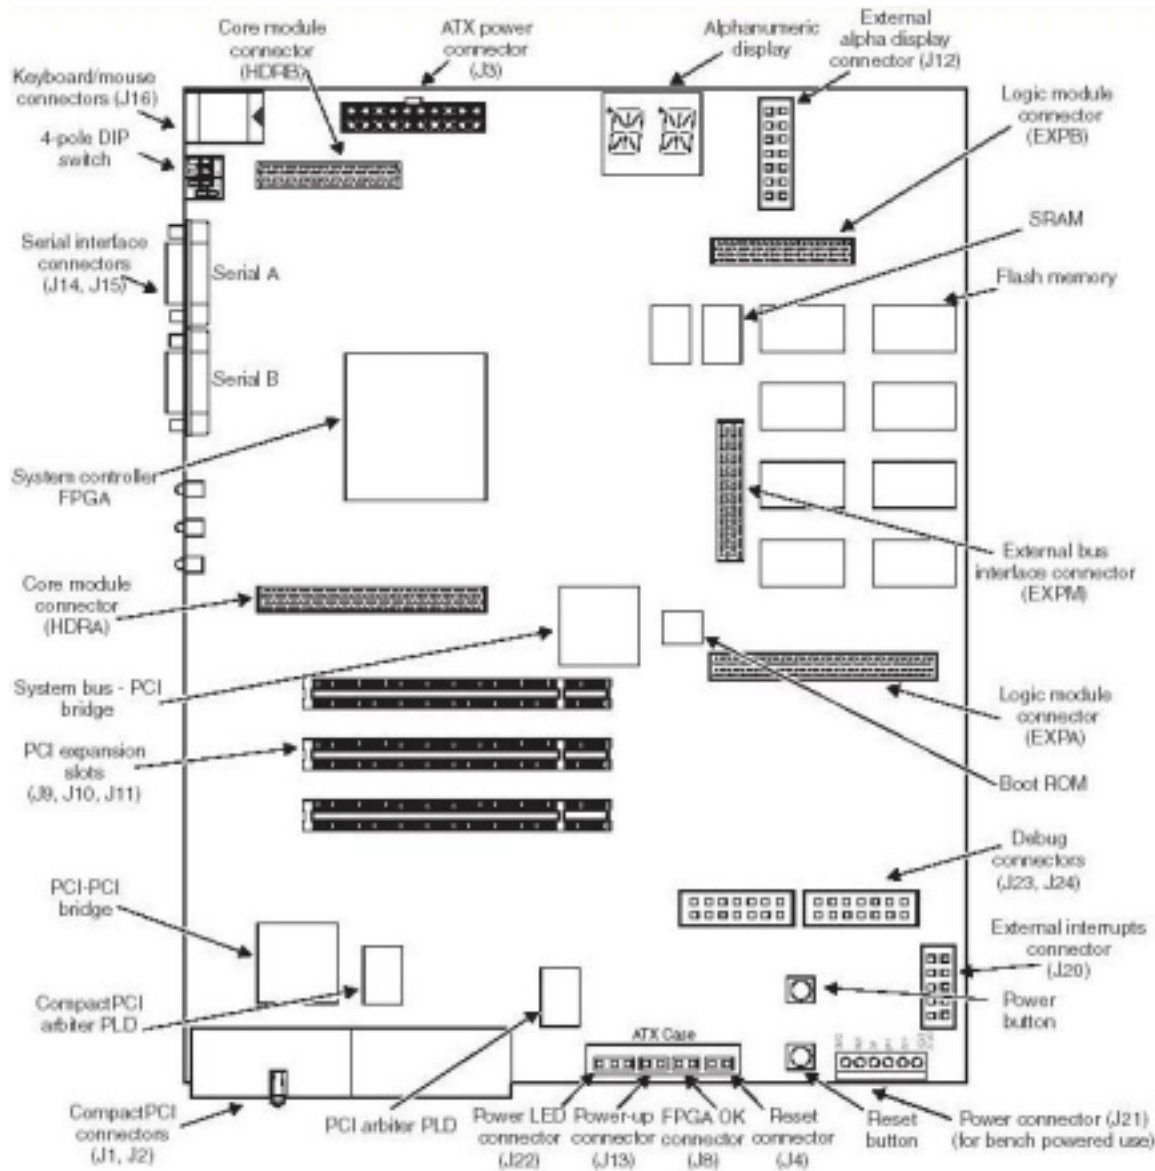 Core module
connector
(HDRB)
ATX power
connector
(J3)
Alphanumeric
display
External
alpha display
connector (J12)
Keyboard/mouse
connectors (J16)
Logic module
connector
(EXPB)
4-pole DIP
switch
SRAM
Serial interface
connectors
(J14, J15)
Serial A
Flash memory
Serial B
System controller
FPGA
External bus
interface connector
(EXPM)
Core module
connector
(HDRA)
System bus - PCI
bridge
Logic module
connector
(EXPA)
PCI expansion
slots
(J9, J10, J11)
Boot ROM
Debug
connectors
(J23, J24)
PCI-PCI
bridge
External interrupts
connector
(J20)
CompactPCI
arbiter PLD
Power
button
ATX Case
CompactPCI
connectors
(J1, J2)
PCI arbiter PLD
Power LED
connector
(J22)
Power-up
connector
(J13)
FPGA OK
connector
(J8)
Reset
connector
(J4)
Reset
button
Power connector (J21)
(for bench powered use)